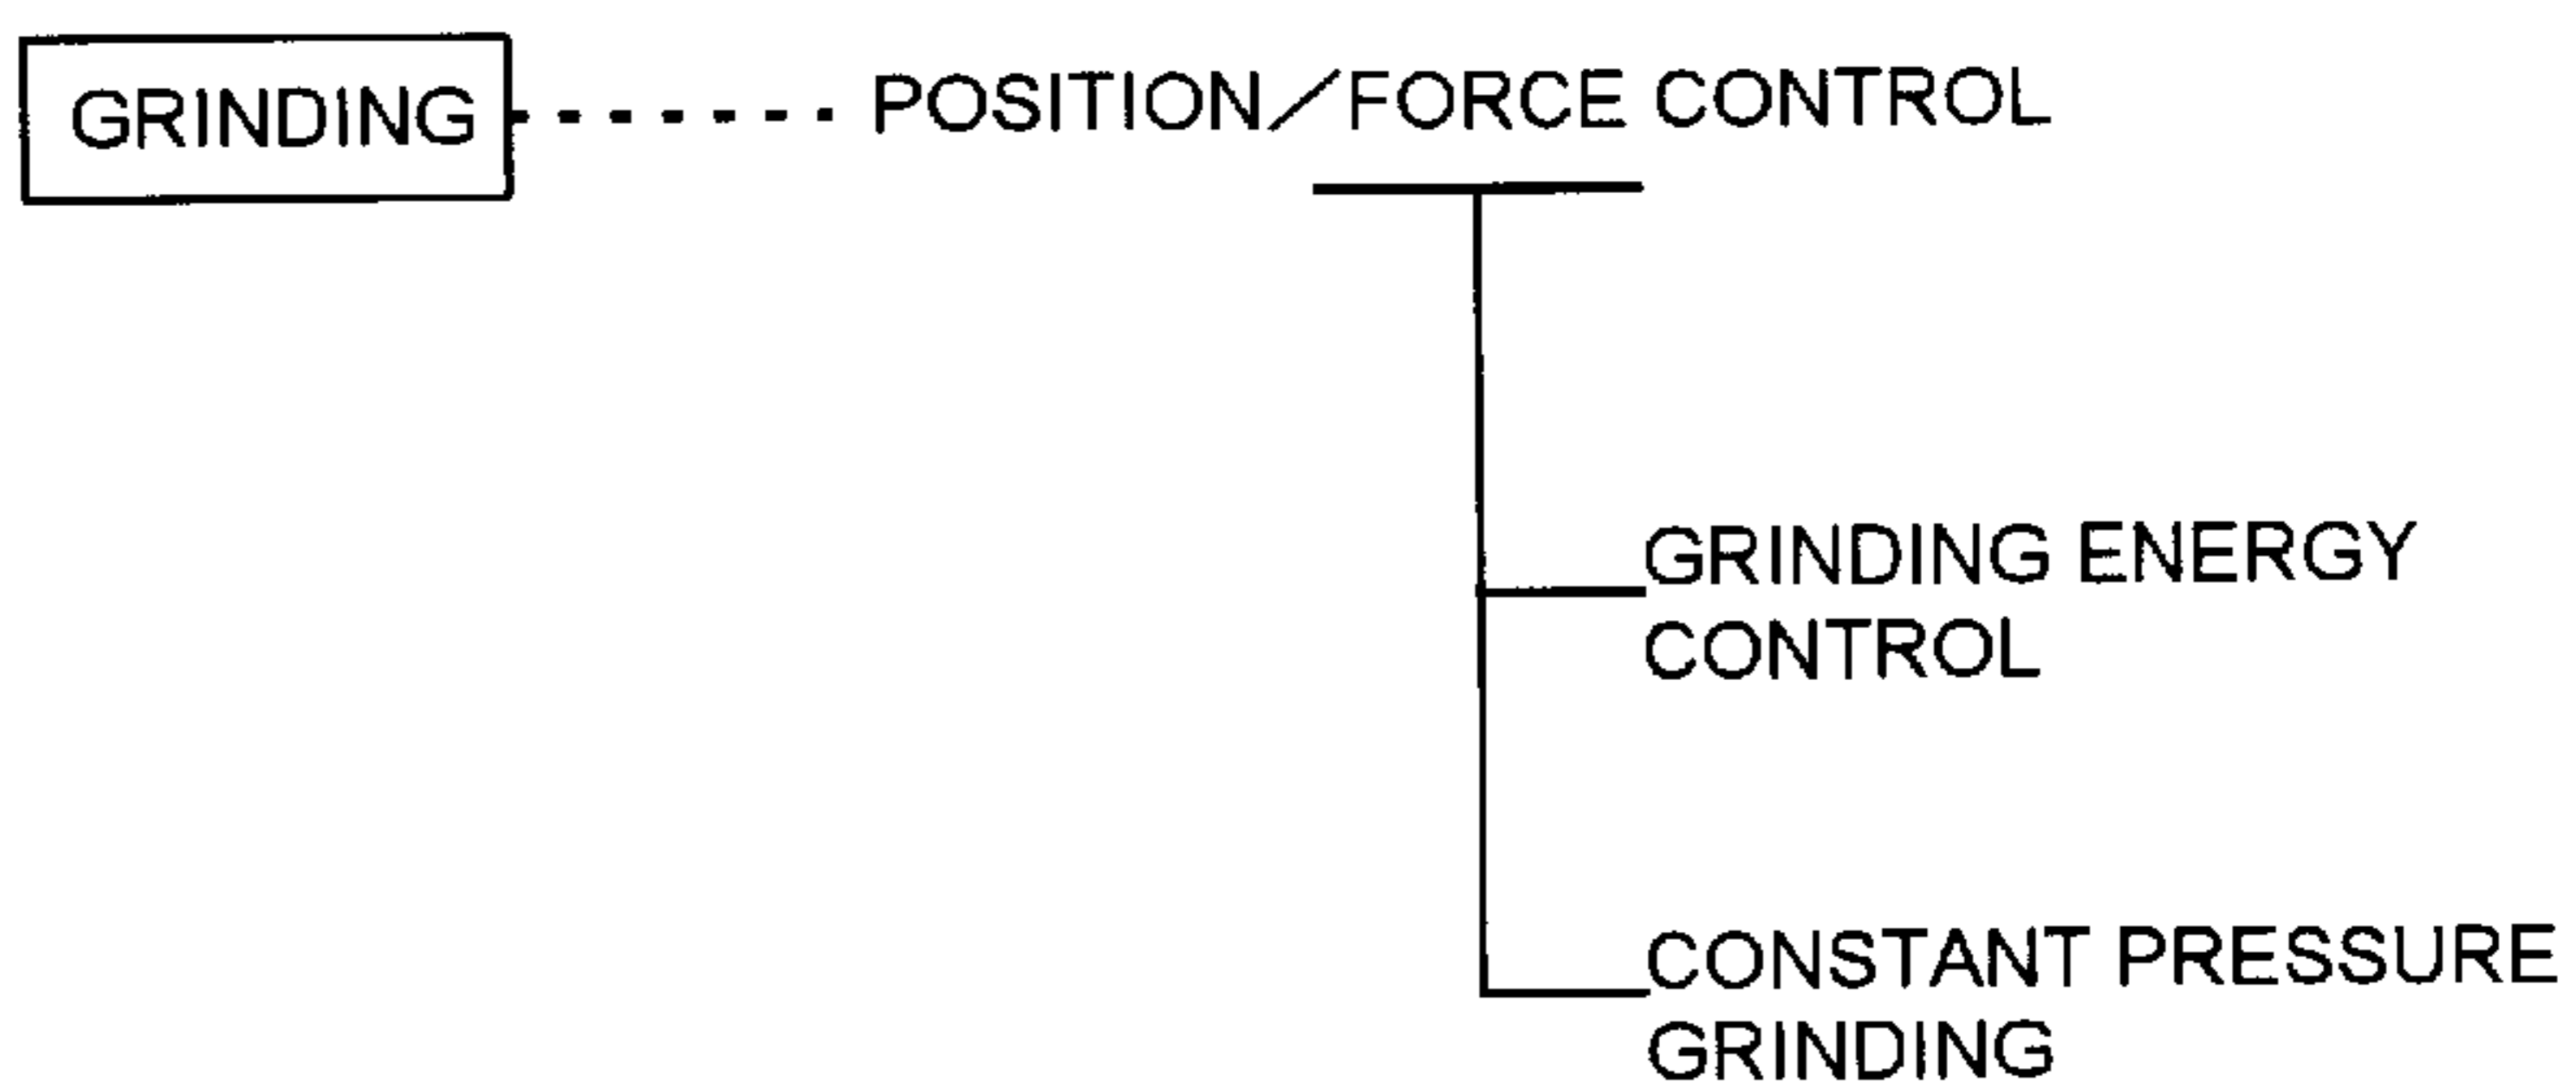 GRINDING
POSITION/FORCE CONTROL
GRINDING ENERGY
CONTROL
CONSTANT PRESSURE
GRINDING